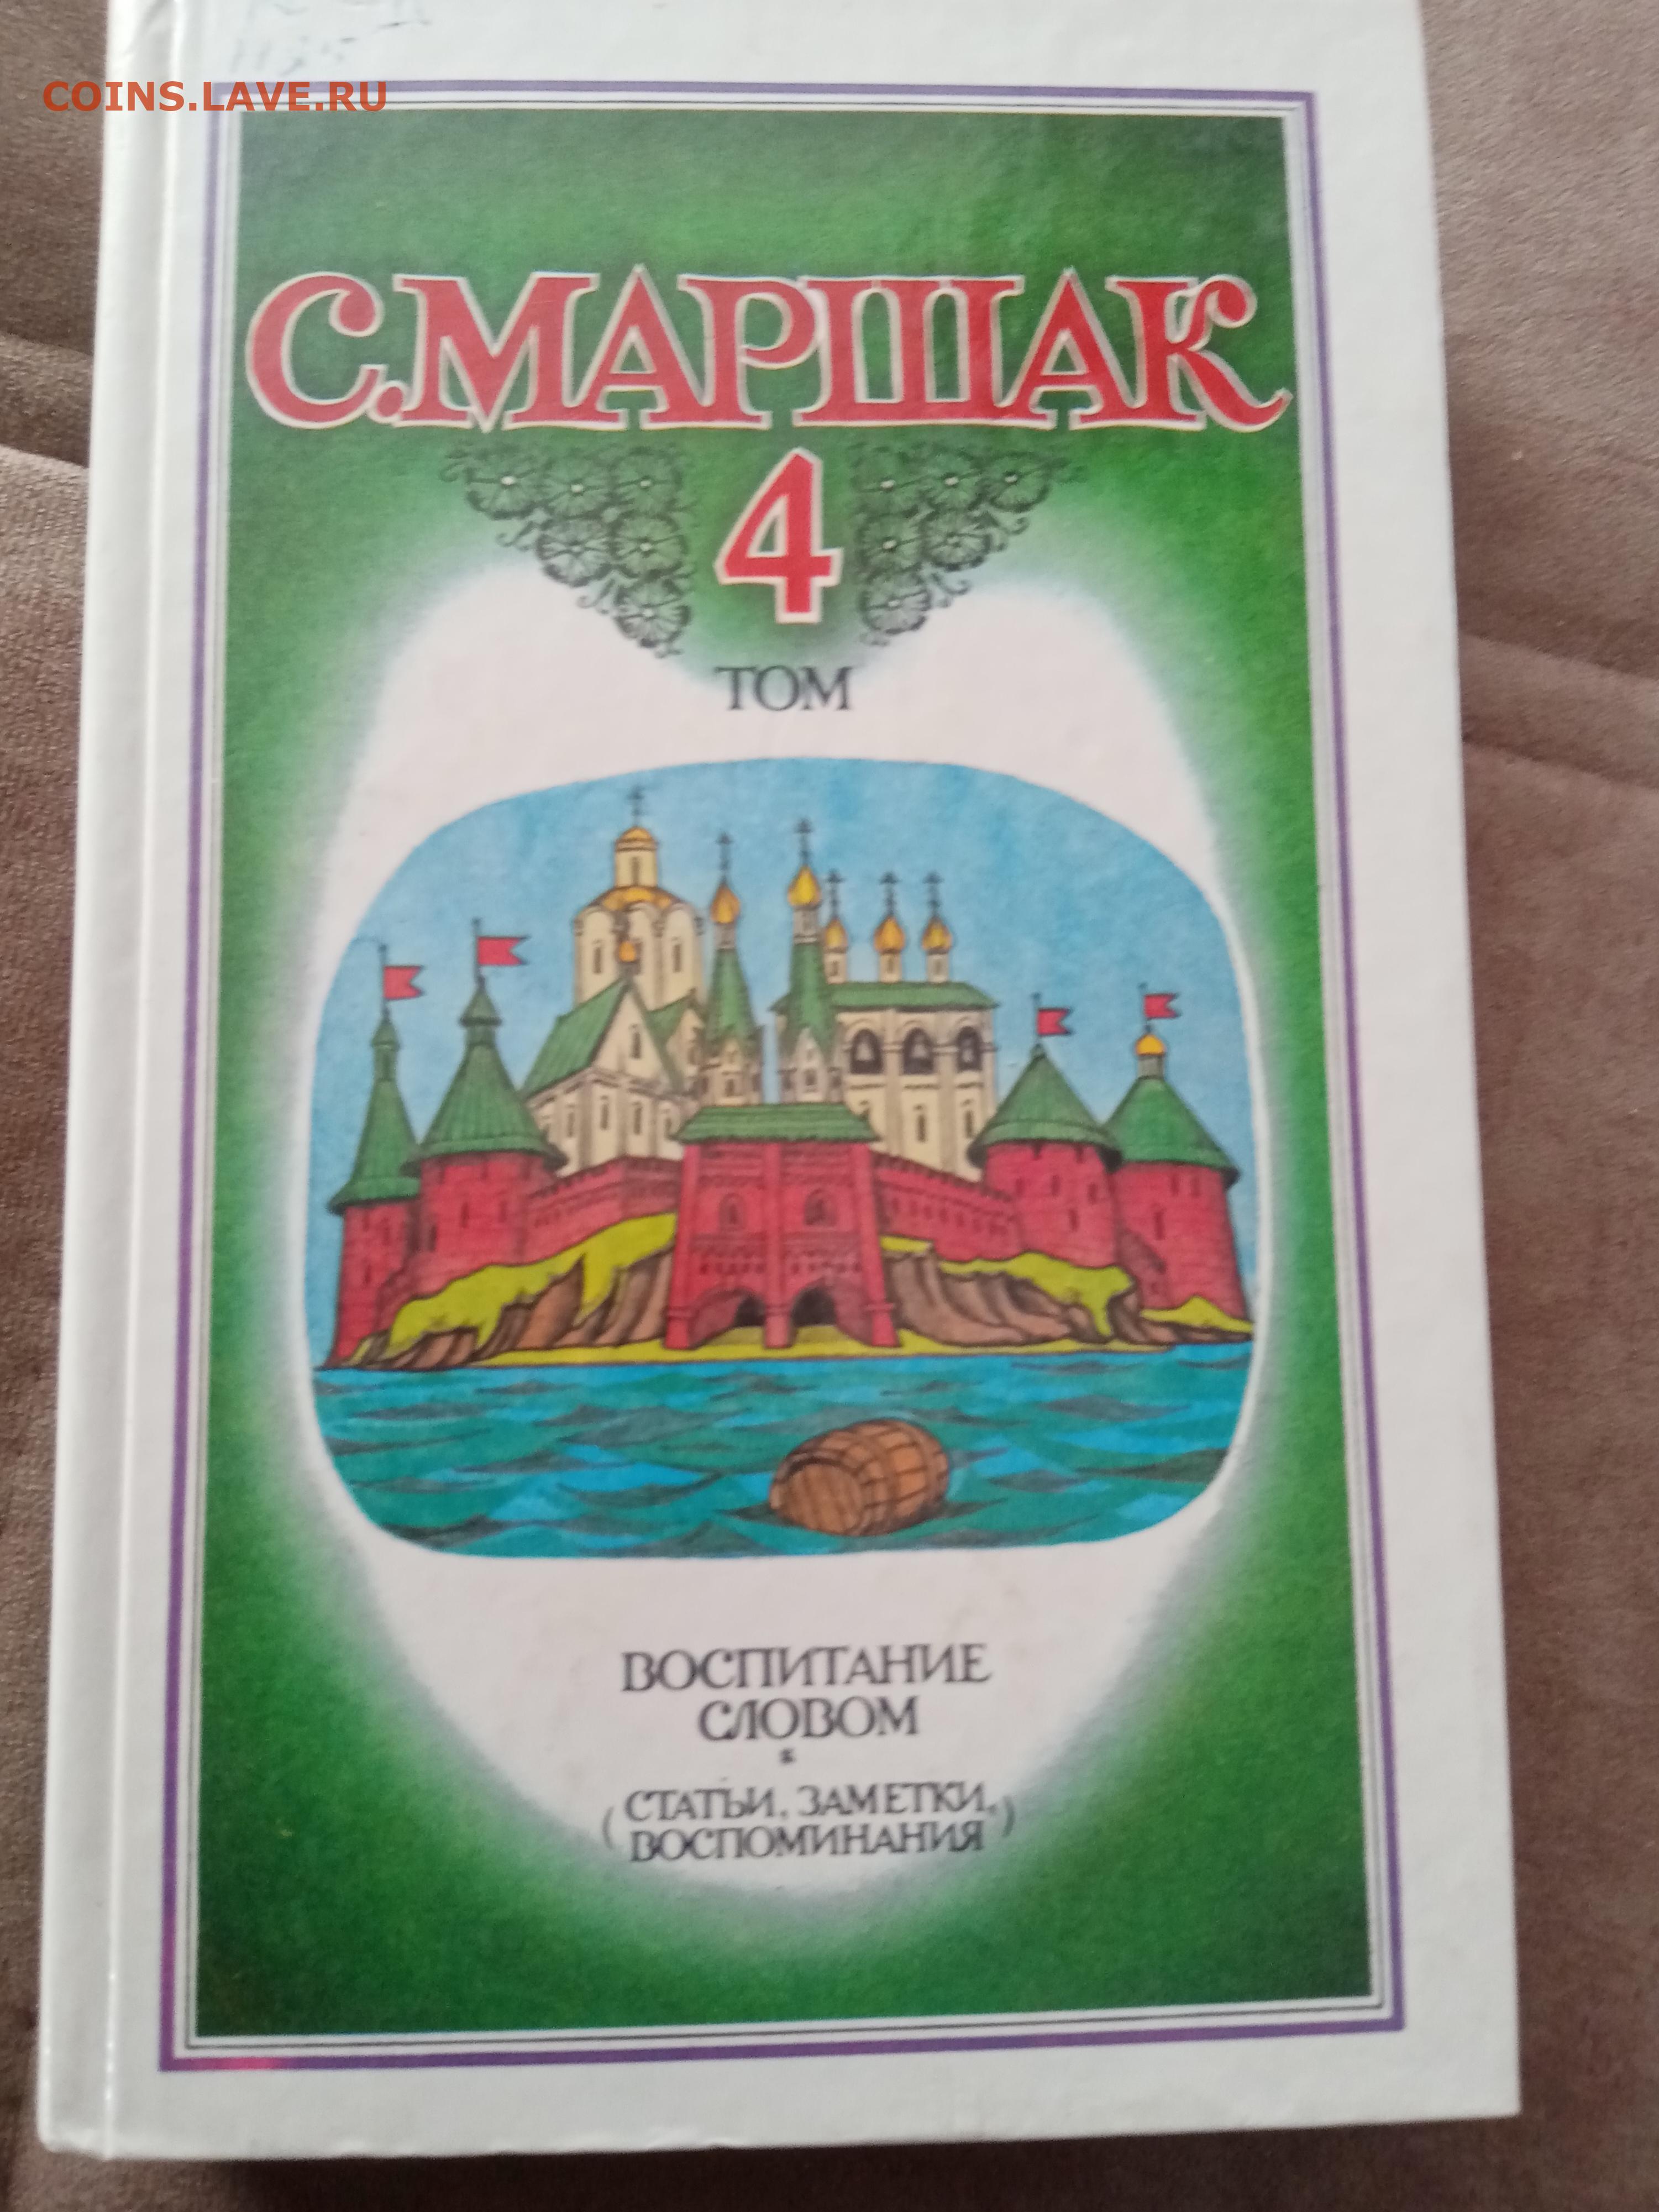 COINS.LAVE.RU
С.МАРШАК
4
ТОМ
ВОСПИТАНИЕ
СЛОВОМ
(СТАТЬИ, ЗАМЕТКИ,
ВОСПОМИНАНИЯ)